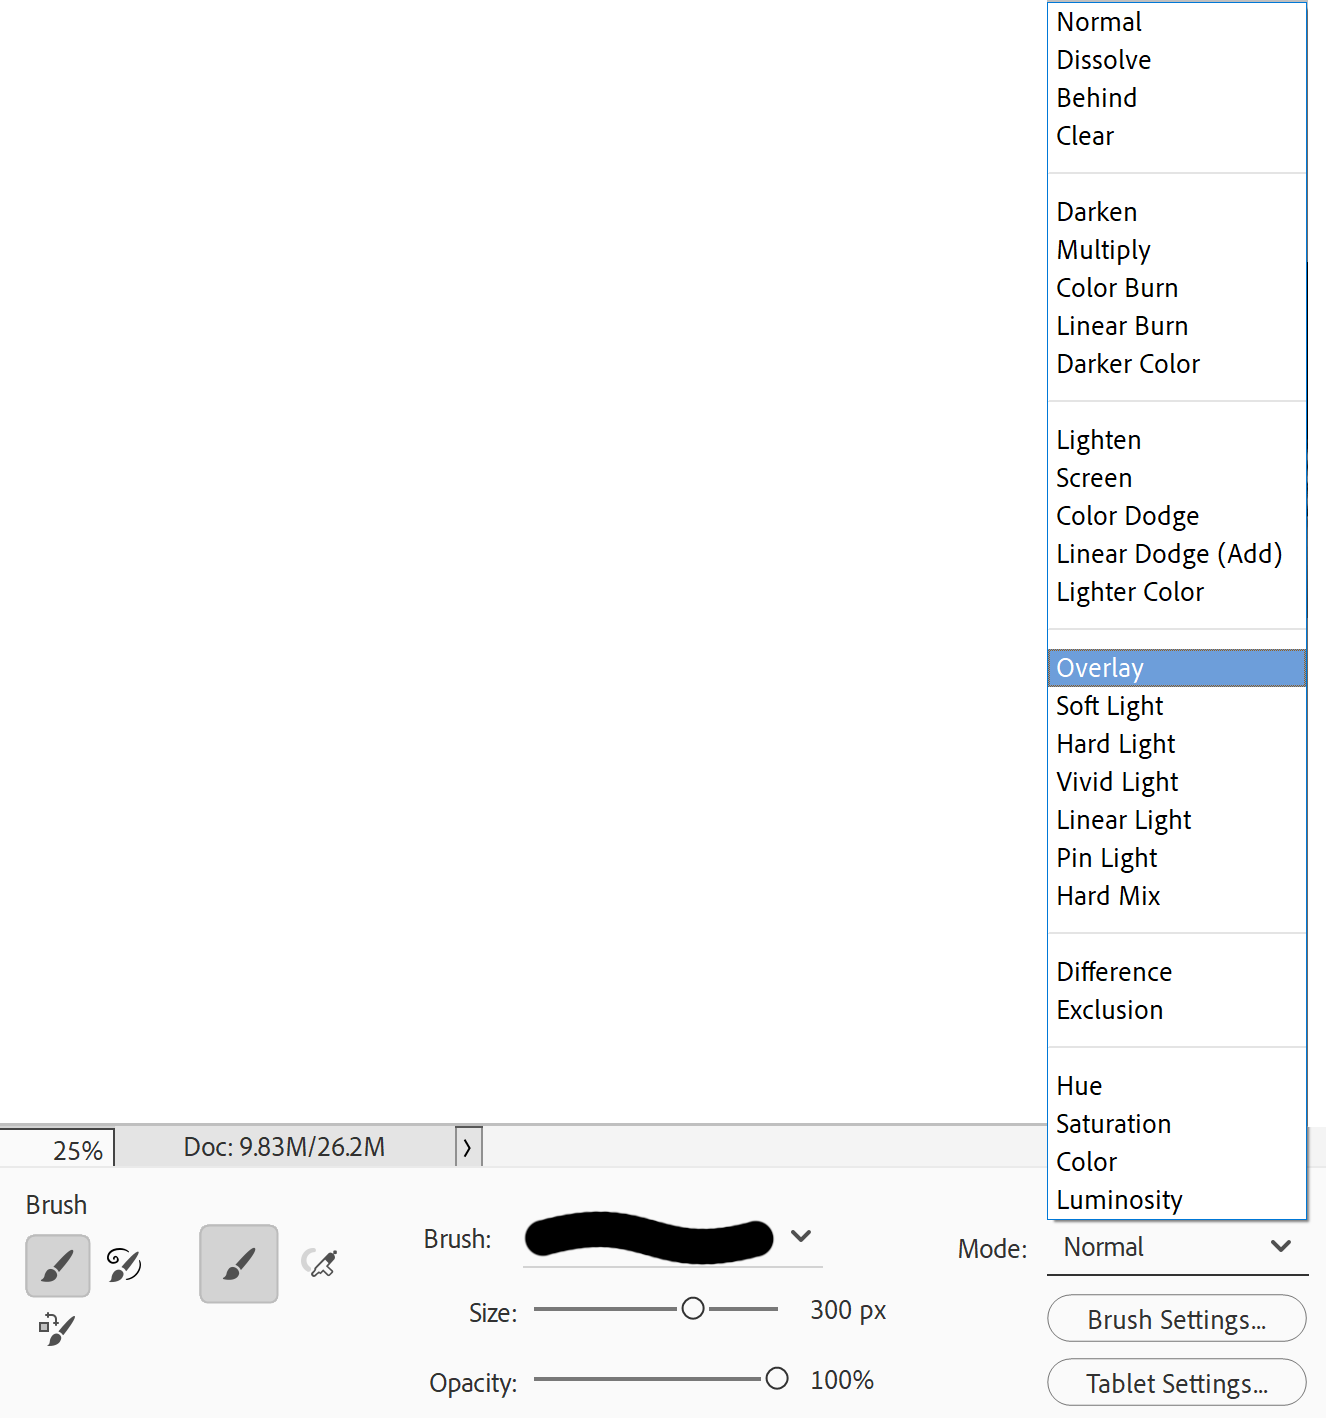 Normal
Dissolve
Behind
Clear
Darken
Multiply
Color Burn
Linear Burn
Darker Color
Lighten
Screen
Color Dodge
Linear Dodge (Add)
Lighter Color
Overlay
Soft Light
Hard Light
Vivid Light
Linear Light
Pin Light
Hard Mix
Difference
Exclusion
Hue
Saturation
Color
Luminosity
25% Doc: 9.83M/26.2M
Brush
Brush:
Mode: Normal
Size: 300 px
Brush Settings...
Opacity: 100%
Tablet Settings...